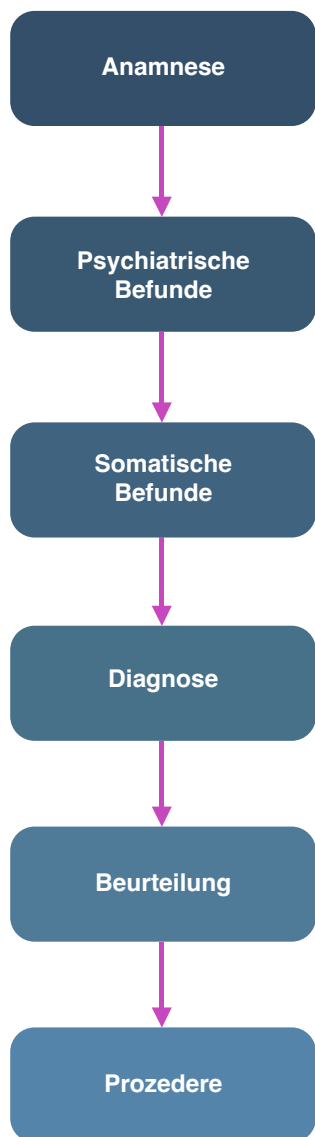 Anamnese
Psychiatrische
Befunde
Somatische
Befunde
Diagnose
Beurteilung
Prozedere